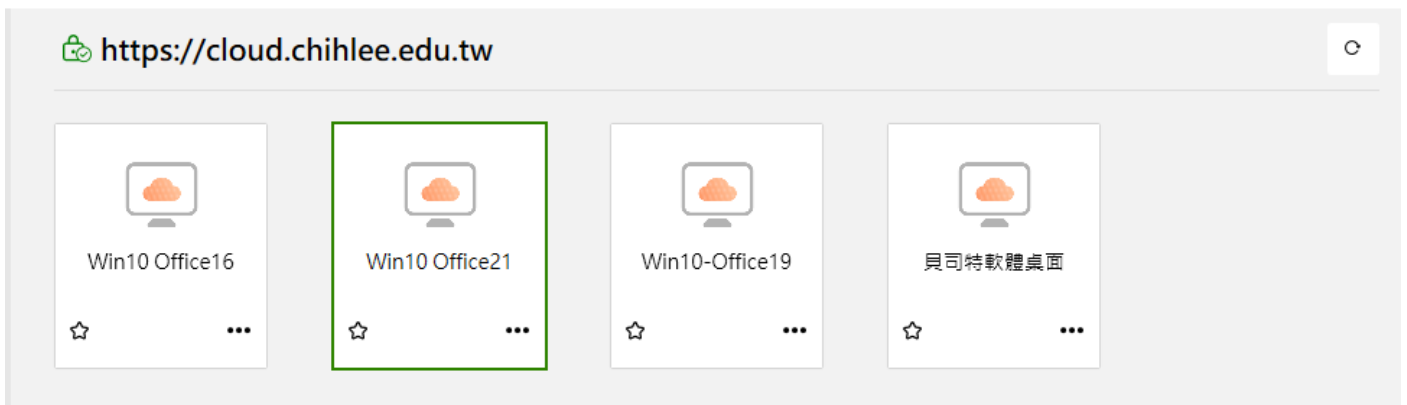 https://cloud.chihlee.edu.tw
Win10 Office16
Win10 Office21
Win10-Office19
貝司特軟體桌面